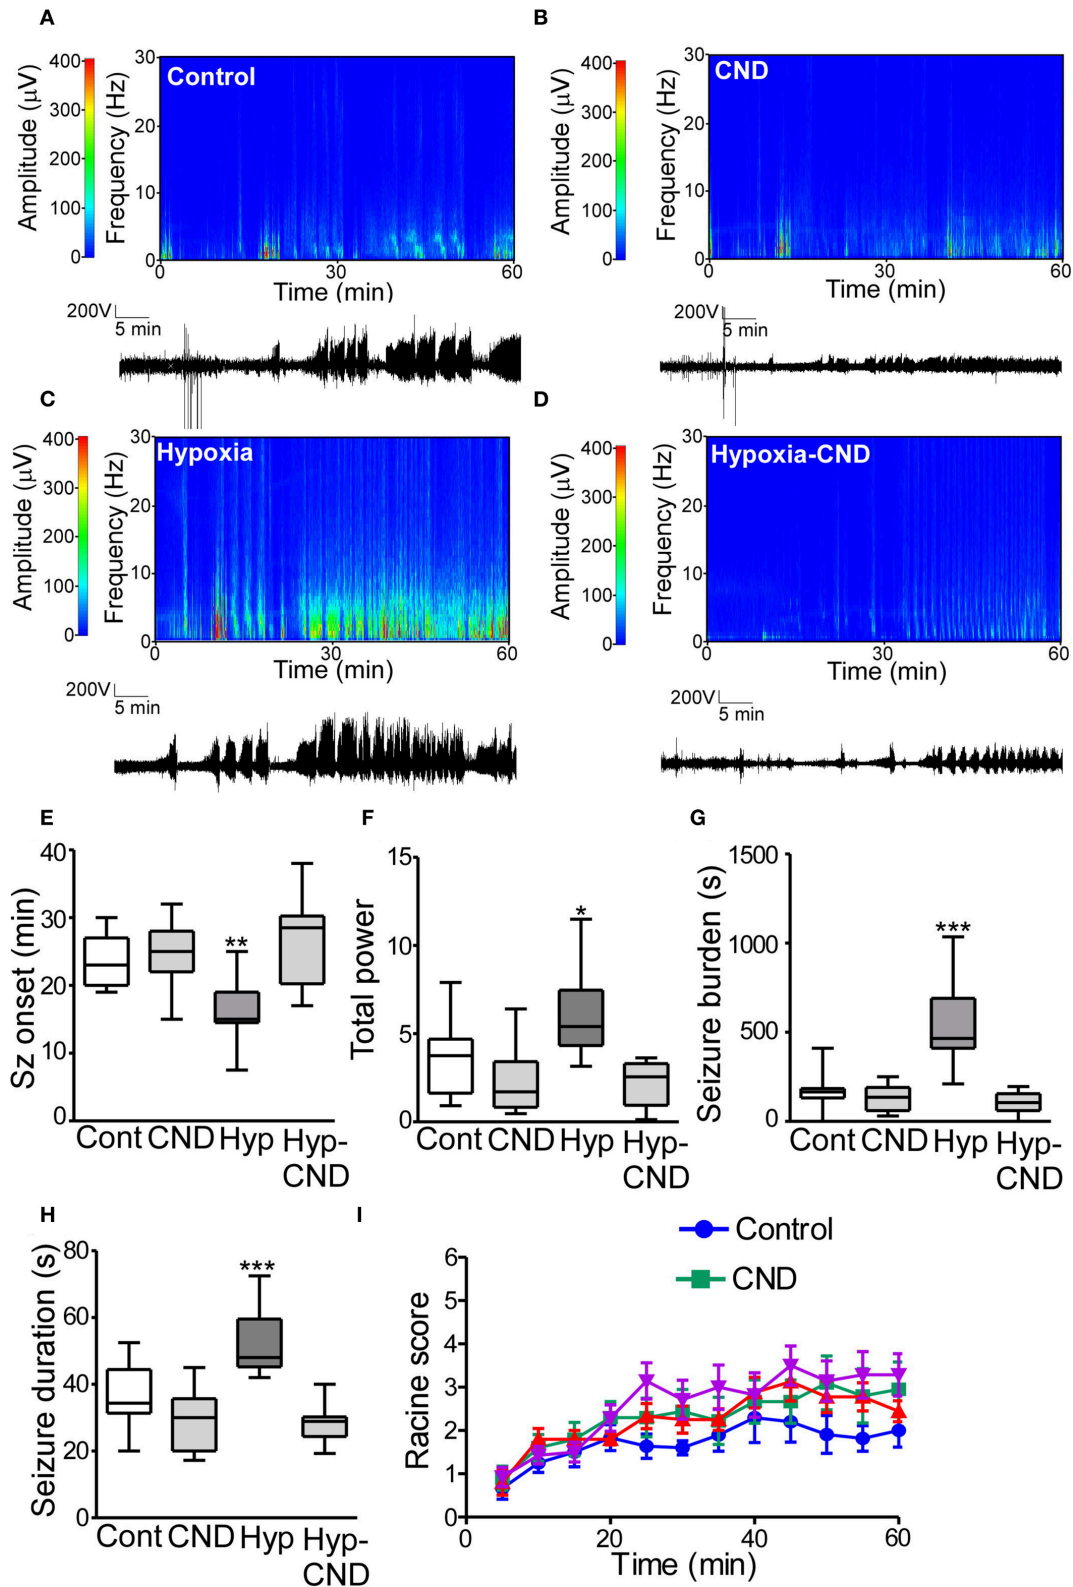 A
B
Amplitude (µV)
400
300
200
100
0
Frequency (Hz)
30
20
10
0
Control
0
30
60
Time (min)
200V
5 min
Amplitude (µV)
400
300
200
100
0
Frequency (Hz)
30
20
10
0
CND
0
30
60
Time (min)
200V
5 min
C
D
Amplitude (µV)
400
300
200
100
0
Frequency (Hz)
30
20
10
0
Hypoxia
0
30
60
Time (min)
200V
5 min
Amplitude (µV)
400
300
200
100
0
Frequency (Hz)
30
20
10
0
Hypoxia-CND
0
30
60
Time (min)
200V
5 min
E
Sz onset (min)
40
30
20
10
0
**
Cont CND Hyp Hyp-
CND
F
Total power
15
10
5
0
*
Cont CND Hyp Hyp-
CND
G
Seizure burden (s)
1500
1000
500
0
***
Cont CND Hyp Hyp-
CND
H
Seizure duration (s)
80
60
40
20
0
***
Cont CND Hyp Hyp-
CND
I
Control
CND
Racine score
6
5
4
3
2
1
0
0
20
40
60
Time (min)